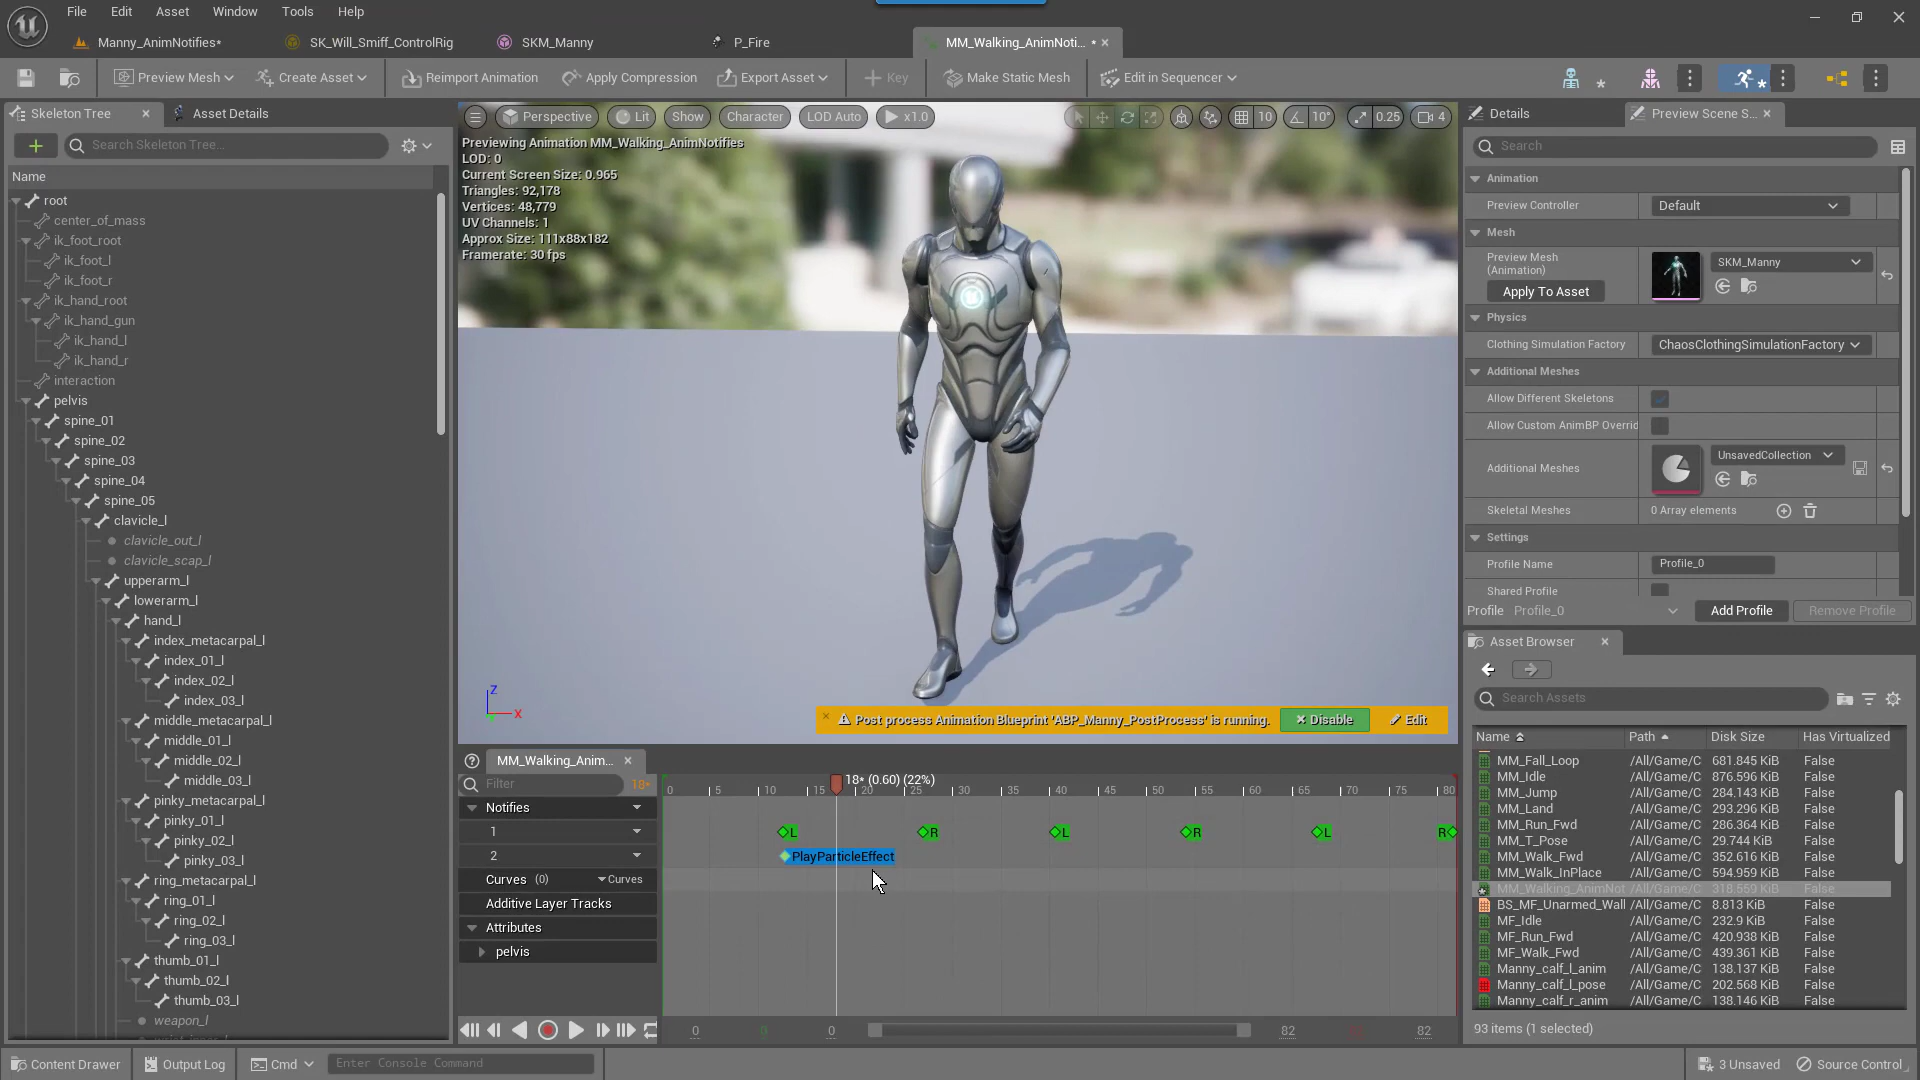 File Edit Asset Window Tools Help
Manny_AnimNotifies* SK_Will_Smiff_ControlRig SKM_Manny P_Fire MM_Walking_AnimNoti... *
Preview Mesh Create Asset Reimport Animation Apply Compression Export Asset Key Make Static Mesh Edit in Sequencer
Skeleton Tree Asset Details
Search Skeleton Tree...
Name
root
center_of_mass
ik_foot_root
ik_foot_l
ik_foot_r
ik_hand_root
ik_hand_gun
ik_hand_l
ik_hand_r
interaction
pelvis
spine_01
spine_02
spine_03
spine_04
spine_05
clavicle_l
clavicle_out_l
clavicle_scap_l
upperarm_l
lowerarm_l
hand_l
index_metacarpal_l
index_01_l
index_02_l
index_03_l
middle_metacarpal_l
middle_01_l
middle_02_l
middle_03_l
pinky_metacarpal_l
pinky_01_l
pinky_02_l
pinky_03_l
ring_metacarpal_l
ring_01_l
ring_02_l
ring_03_l
thumb_01_l
thumb_02_l
thumb_03_l
weapon_l
Perspective Lit Show Character LOD Auto x1.0 10 10° 0.25 4
Previewing Animation MM_Walking_AnimNotifies
LOD: 0
Current Screen Size: 0.965
Triangles: 92,178
Vertices: 48,779
UV Channels: 1
Approx Size: 111x88x182
Framerate: 30 fps
Z
X
Post process Animation Blueprint 'ABP_Manny_PostProcess' is running. Disable Edit
MM_Walking_Anim...
Filter 18*
18* (0.60) (22%)
0 5 10 15 20 25 30 35 40 45 50 55 60 65 70 75 80
Notifies
1 L R L R L R
2 PlayParticleEffect
Curves (0) Curves
Additive Layer Tracks
Attributes
pelvis
0 0 0 82 82
Details Preview Scene S...
Search
Animation
Preview Controller Default
Mesh
Preview Mesh
(Animation)
SKM_Manny
Apply To Asset
Physics
Clothing Simulation Factory ChaosClothingSimulationFactory
Additional Meshes
Allow Different Skeletons
Allow Custom AnimBP Overrid
Additional Meshes UnsavedCollection
Skeletal Meshes 0 Array elements
Settings
Profile Name Profile_0
Shared Profile
Profile Profile_0 Add Profile Remove Profile
Asset Browser
Search Assets
Name Path Disk Size Has Virtualized
MM_Fall_Loop /All/Game/C 681.845 KiB False
MM_Idle /All/Game/C 876.596 KiB False
MM_Jump /All/Game/C 284.143 KiB False
MM_Land /All/Game/C 293.296 KiB False
MM_Run_Fwd /All/Game/C 286.364 KiB False
MM_T_Pose /All/Game/C 29.744 KiB False
MM_Walk_Fwd /All/Game/C 352.616 KiB False
MM_Walk_InPlace /All/Game/C 594.959 KiB False
MM_Walking_AnimNot /All/Game/C 318.559 KiB False
BS_MF_Unarmed_Wall /All/Game/C 8.813 KiB False
MF_Idle /All/Game/C 232.9 KiB False
MF_Run_Fwd /All/Game/C 420.938 KiB False
MF_Walk_Fwd /All/Game/C 439.361 KiB False
Manny_calf_l_anim /All/Game/C 138.137 KiB False
Manny_calf_l_pose /All/Game/C 202.568 KiB False
Manny_calf_r_anim /All/Game/C 138.146 KiB False
93 items (1 selected)
Content Drawer Output Log Cmd Enter Console Command 3 Unsaved Source Control